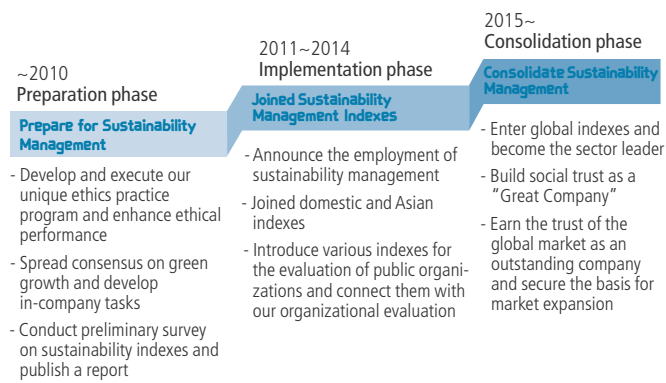 ~2010
Preparation phase
Prepare for Sustainability
Management
- Develop and execute our
unique ethics practice
program and enhance ethical
performance
- Spread consensus on green
growth and develop
in-company tasks
- Conduct preliminary survey
on sustainability indexes and
publish a report
2011~2014
Implementation phase
Joined Sustainability
Management Indexes
- Announce the employment of
sustainability management
- Joined domestic and Asian
indexes
- Introduce various indexes for
the evaluation of public organi-
zations and connect them with
our organizational evaluation
2015~
Consolidation phase
Consolidate Sustainability
Management
- Enter global indexes and
become the sector leader
- Build social trust as a
“Great Company”
- Earn the trust of the
global market as an
outstanding company
and secure the basis for
market expansion